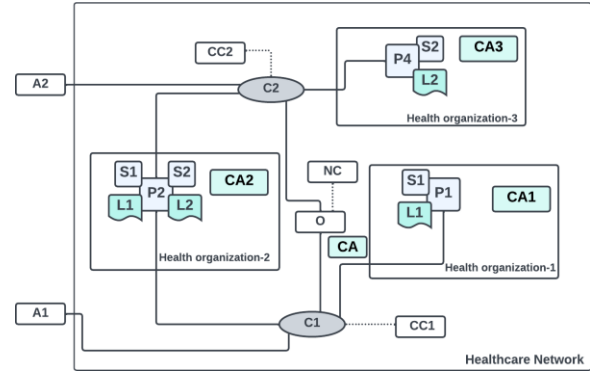 CC2
S2
CA3
P4
A2
C2
L2
Health organization-3
S1
S2
NC
S1
CA2
P2
P1
CA1
L1
L2
L1
O
CA
Health organization-2
Health organization-1
A1
C1
CC1
Healthcare Network